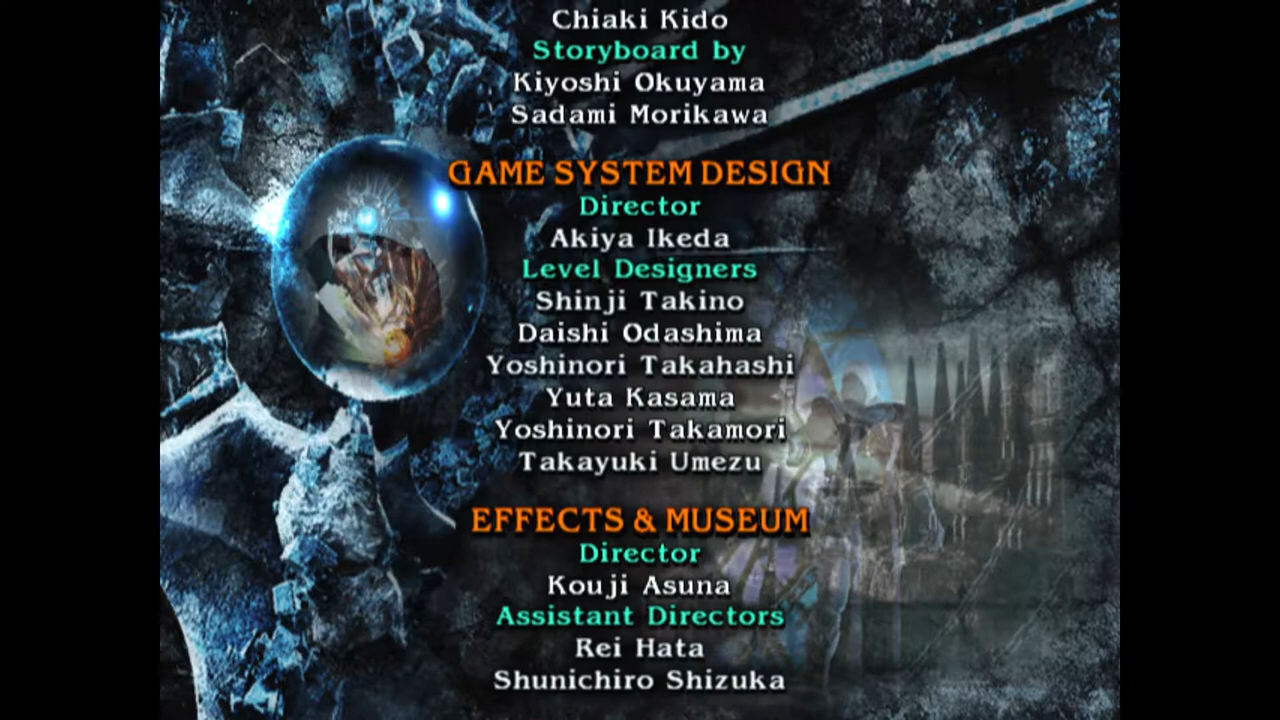 Chiaki Kido
Storyboard by
Kiyoshi Okuyama
Sadami Morikawa
GAME SYSTEM DESIGN
Director
Akiya Ikeda
Level Designers
Shinji Takino
Daishi Odashima
Yoshinori Takahashi
Yuta Kasama
Yoshinori Takamori
Takayuki Umezu
EFFECTS & MUSEUM
Director
Kouji Asuna
Assistant Directors
Rei Hata
Shunichiro Shizuka